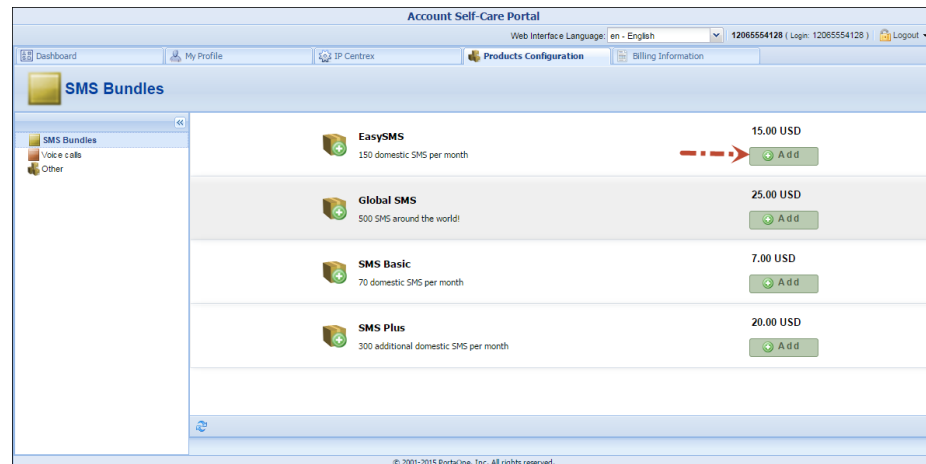 Account Self-Care Portal
Web Interface Language: en - English 12065554128 ( Login: 12065554128 ) Logout
Dashboard My Profile IP Centrex Products Configuration Billing Information
SMS Bundles
SMS Bundles
Voice calls
Other
EasySMS
150 domestic SMS per month
15.00 USD
Add
Global SMS
500 SMS around the world!
25.00 USD
Add
SMS Basic
70 domestic SMS per month
7.00 USD
Add
SMS Plus
300 additional domestic SMS per month
20.00 USD
Add
© 2001-2015 PortaOne, Inc. All rights reserved.